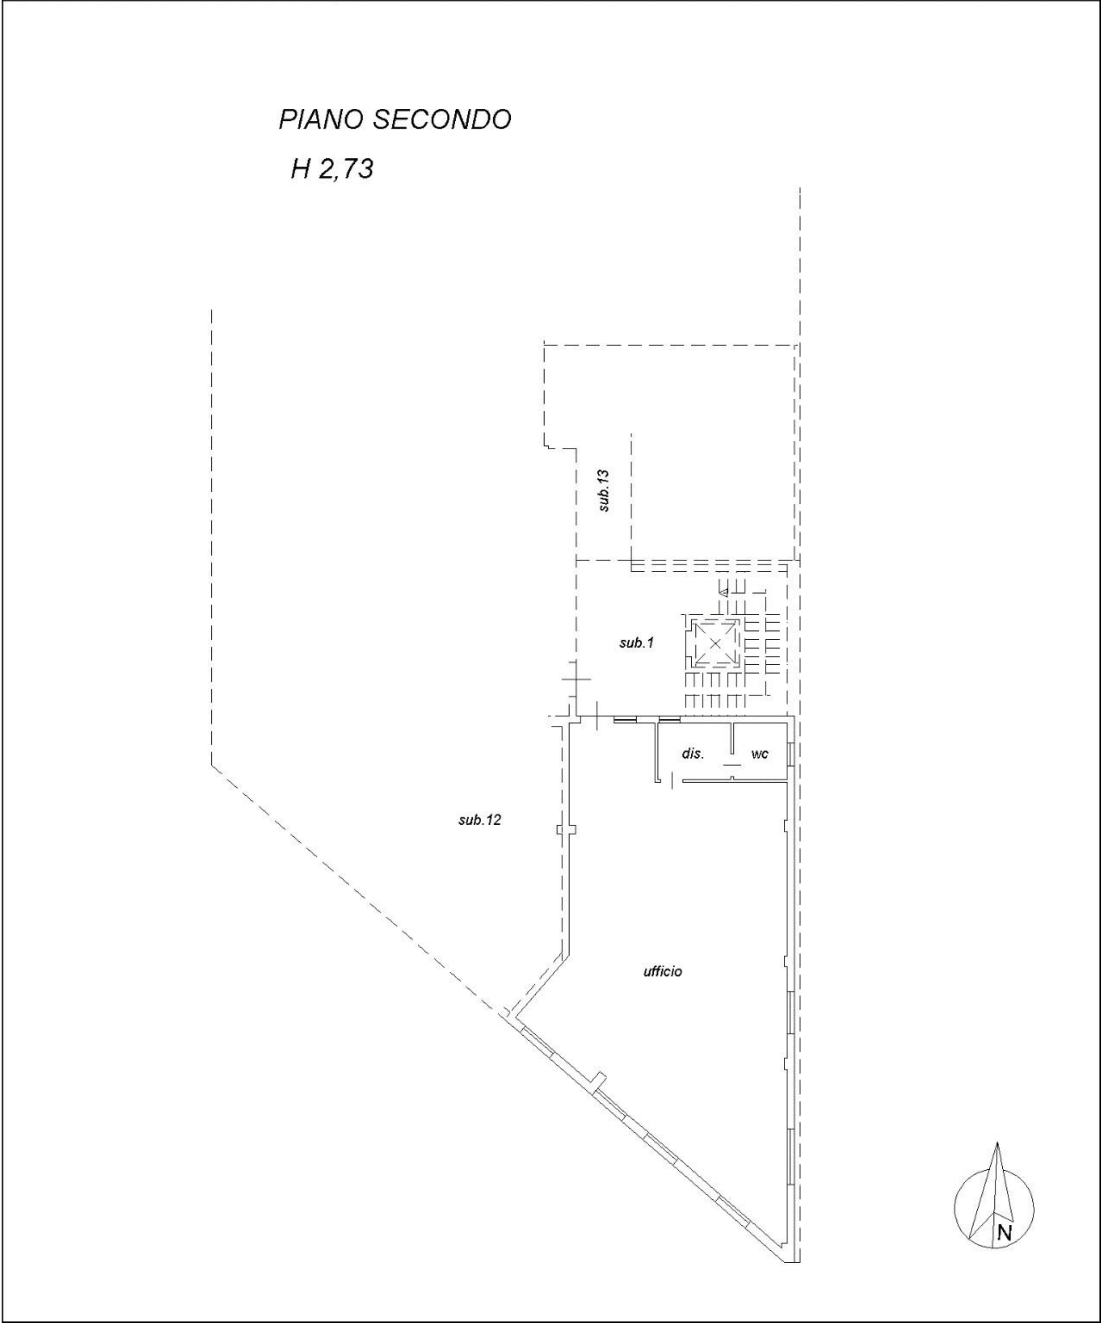 PIANO SECONDO
H 2,73
sub.13
sub.1
dis.
wc
sub.12
ufficio
N